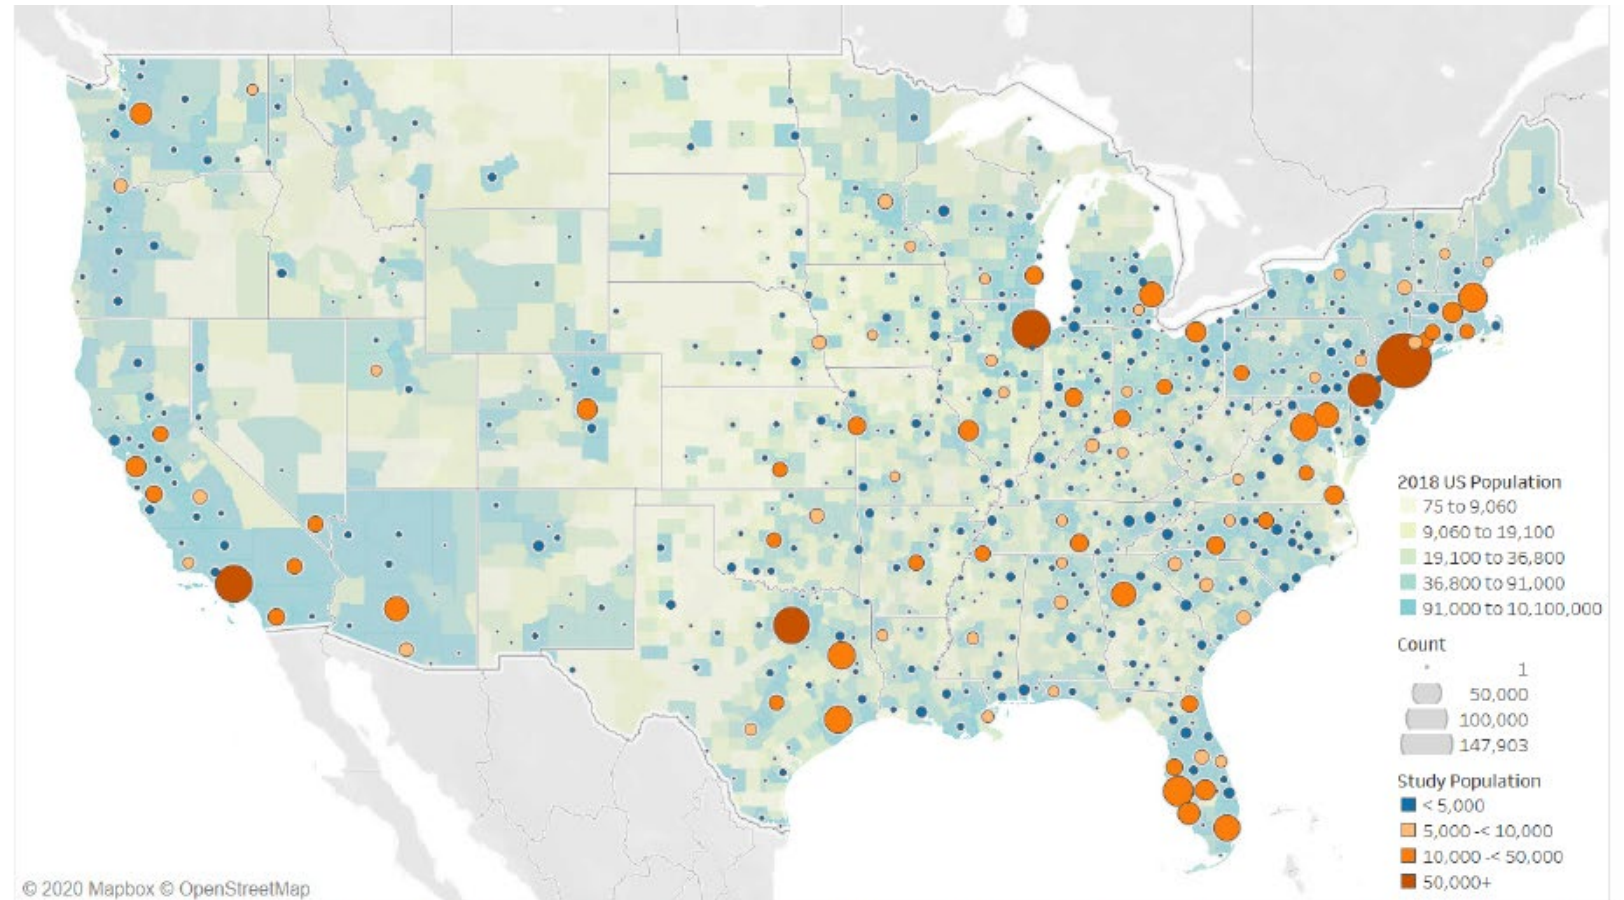 2018 US Population
75 to 9,060
9,060 to 19,100
19,100 to 36,800
36,800 to 91,000
91,000 to 10,100,000
Count
1
50,000
100,000
147,903
Study Population
< 5,000
5,000 -< 10,000
10,000 -< 50,000
50,000+
© 2020 Mapbox © OpenStreetMap